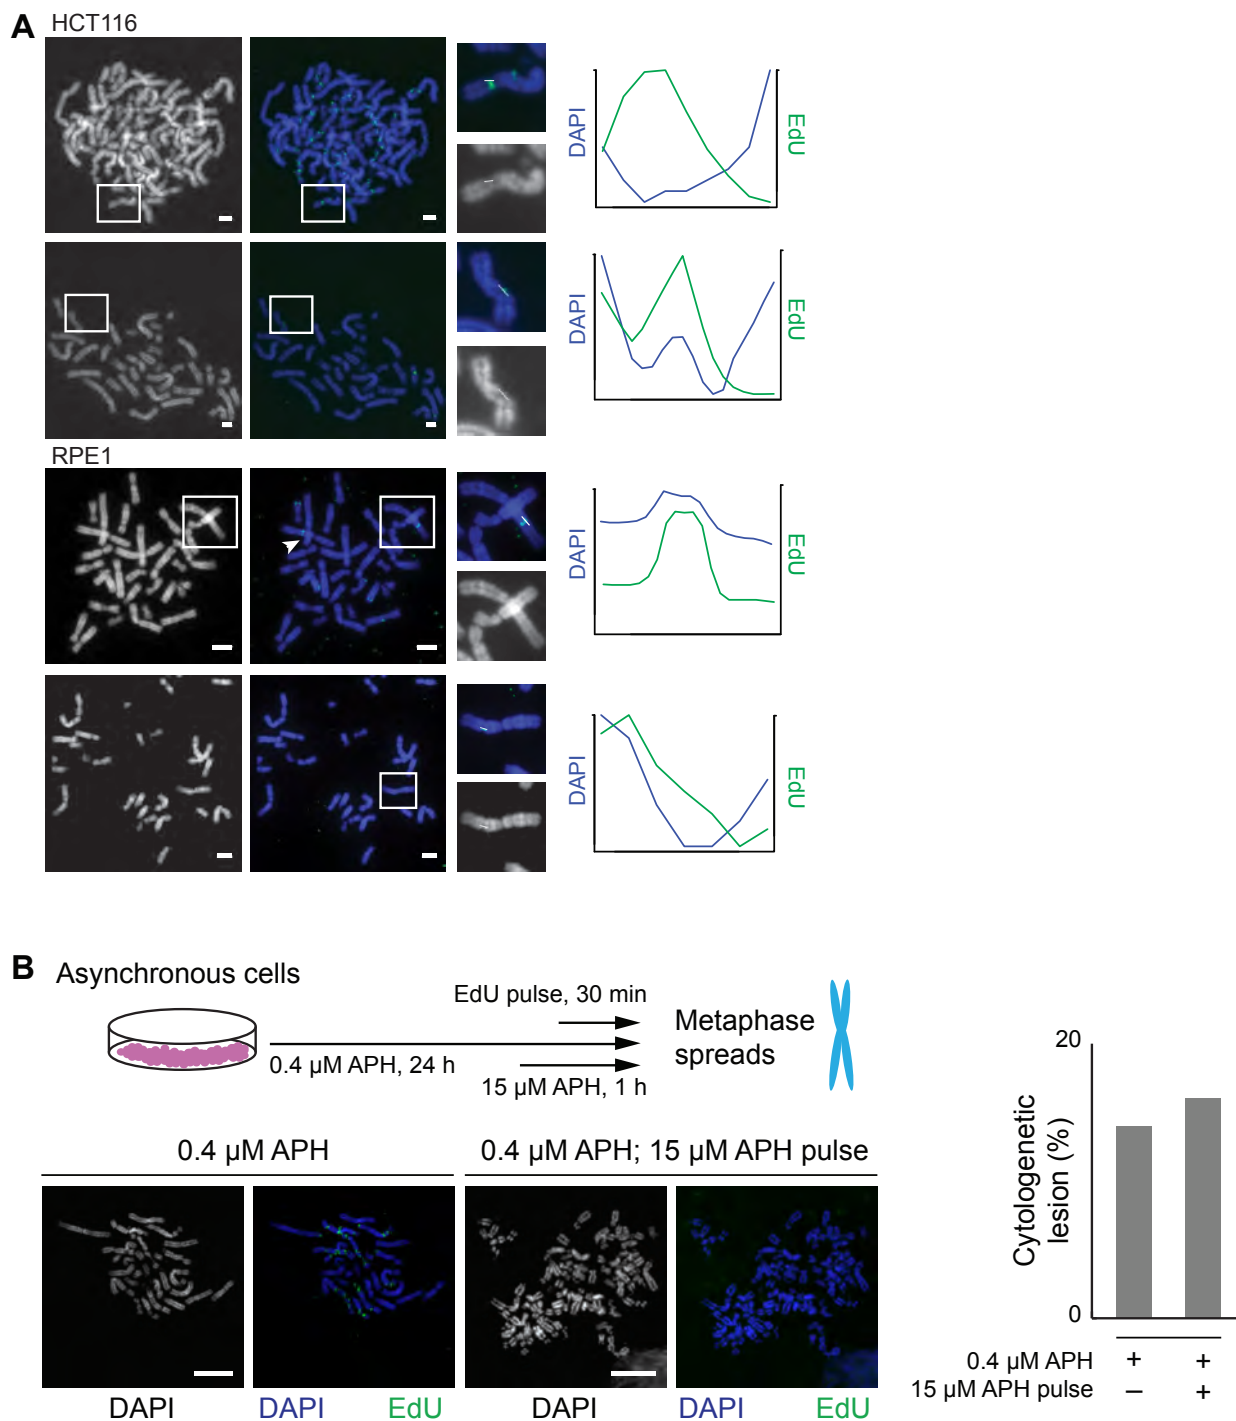 A
HCT116
DAPI
EdU
DAPI
EdU
RPE1
DAPI
EdU
DAPI
EdU
B
Asynchronous cells
EdU pulse, 30 min
0.4 µM APH, 24 h
15 µM APH, 1 h
Metaphase
spreads
0.4 µM APH
0.4 µM APH; 15 µM APH pulse
DAPI
DAPI
EdU
DAPI
DAPI
EdU
Cytologenetic
lesion (%)
20
0
0.4 µM APH + +
15 µM APH pulse – +